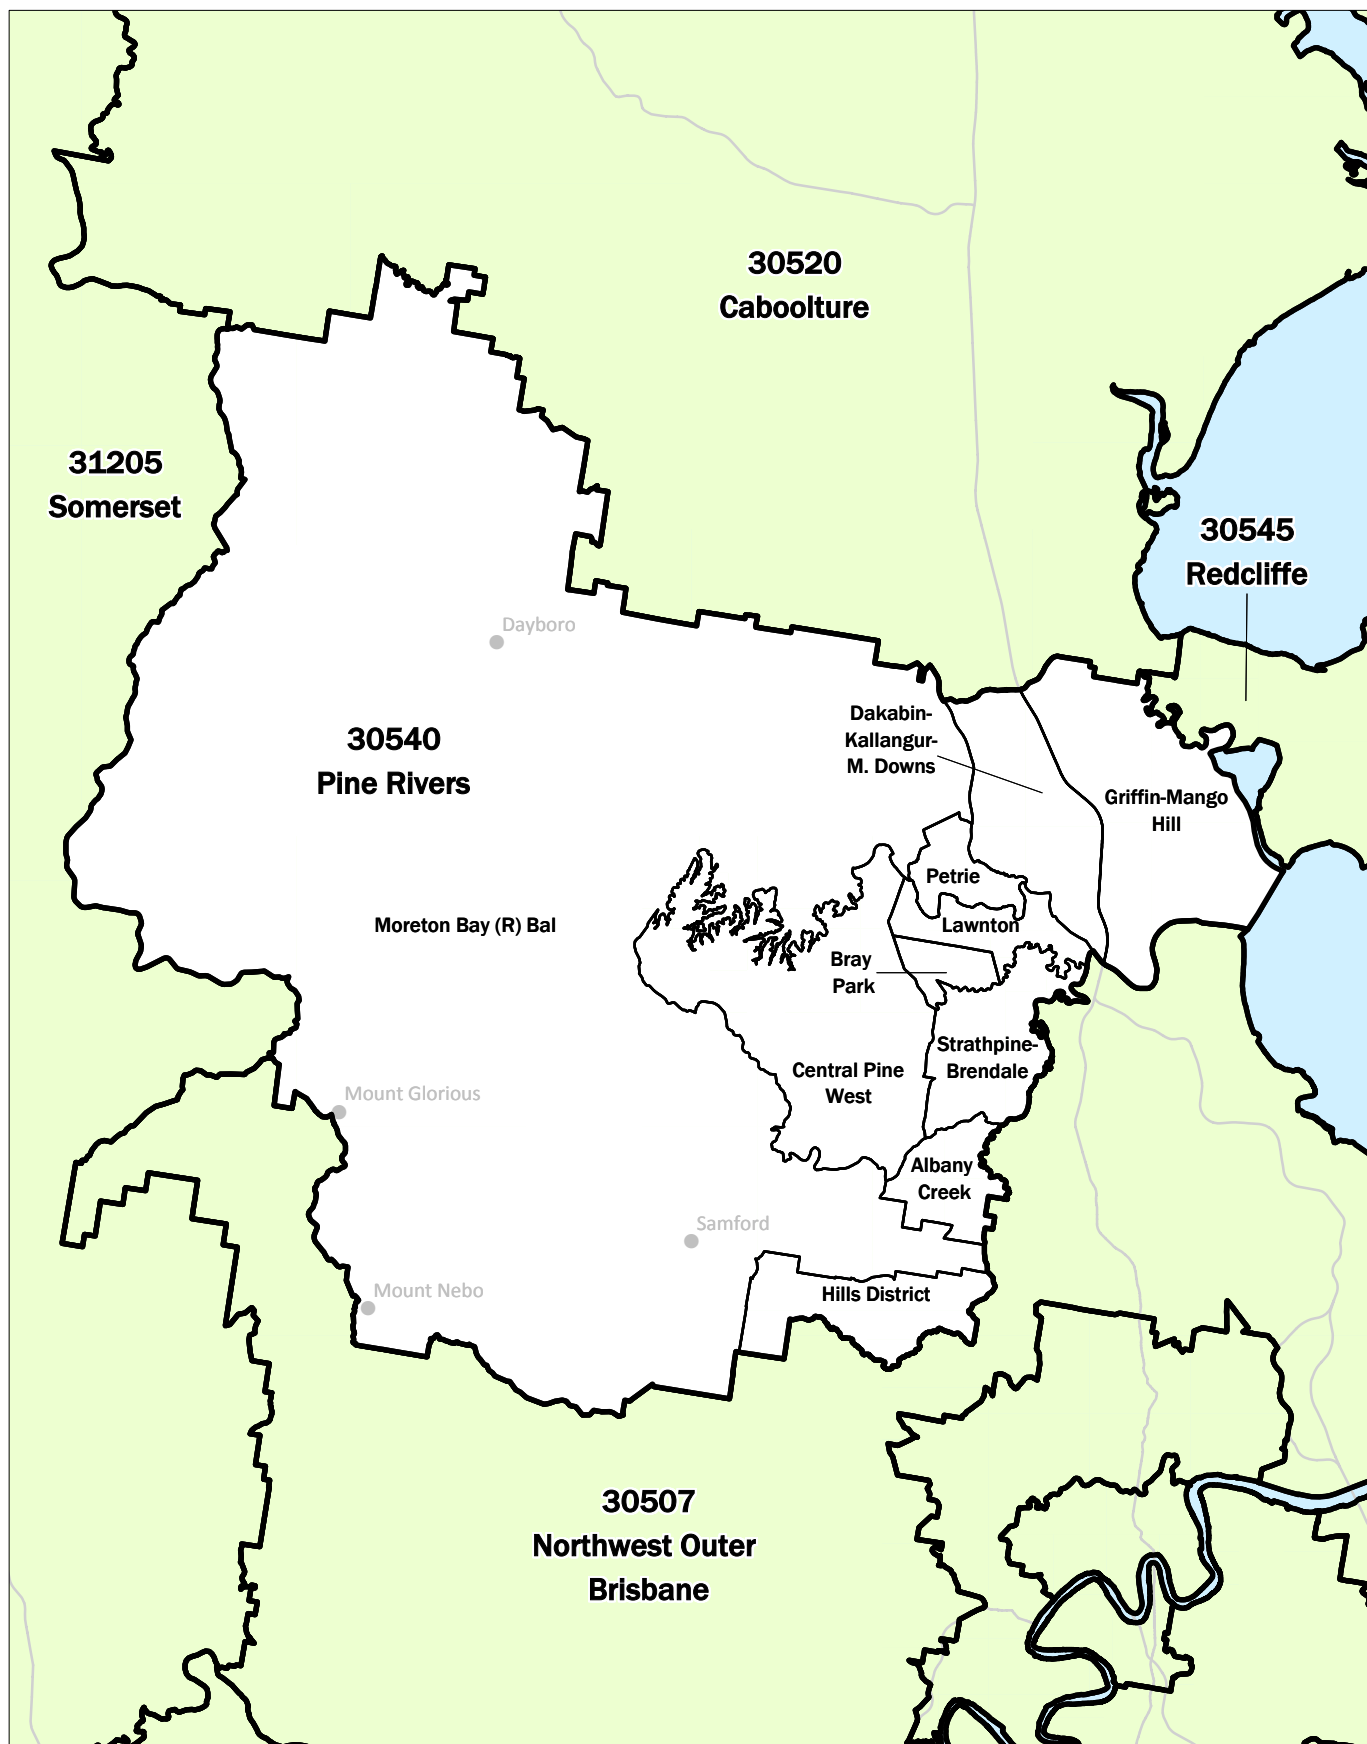 30520
Caboolture
31205
Somerset
30545
Redcliffe
Dayboro
30540
Pine Rivers
Dakabin-
Kallangur-
M. Downs
Griffin-Mango
Hill
Petrie
Lawnton
Moreton Bay (R) Bal
Bray
Park
Strathpine-
Brendale
Central Pine
West
Mount Glorious
Albany
Creek
Samford
Mount Nebo
Hills District
30507
Northwest Outer
Brisbane